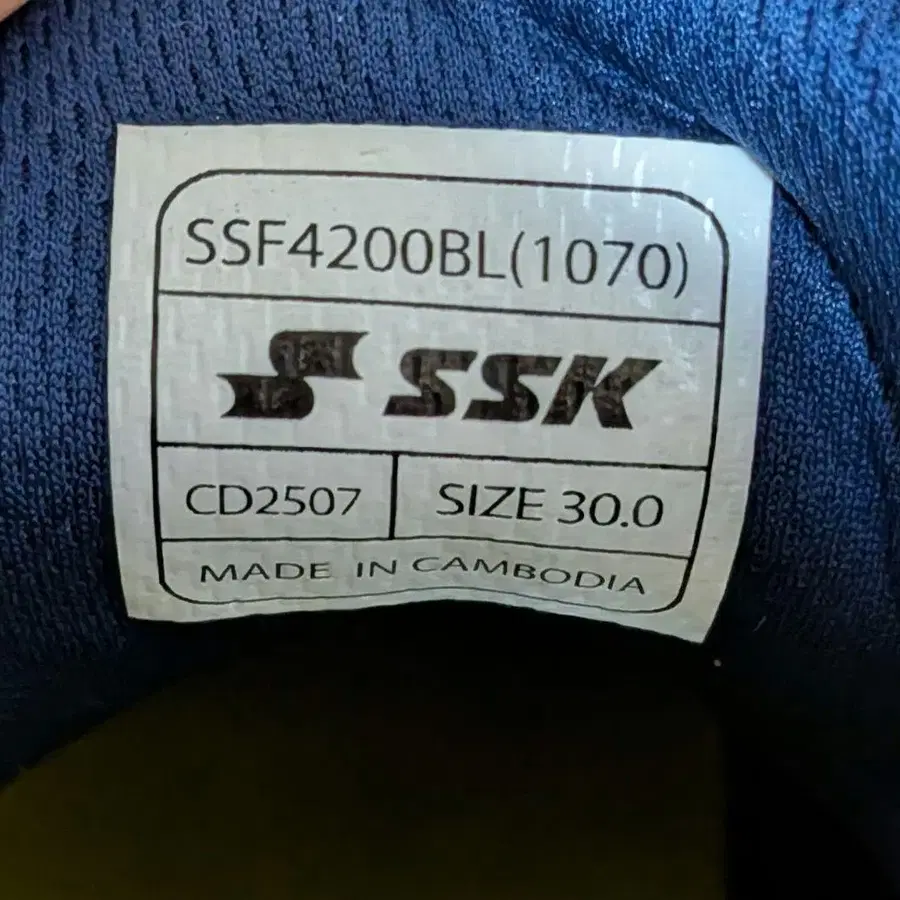 SSF4200BL(1070)
SSK
CD2507
SIZE 30.0
MADE IN CAMBODIA